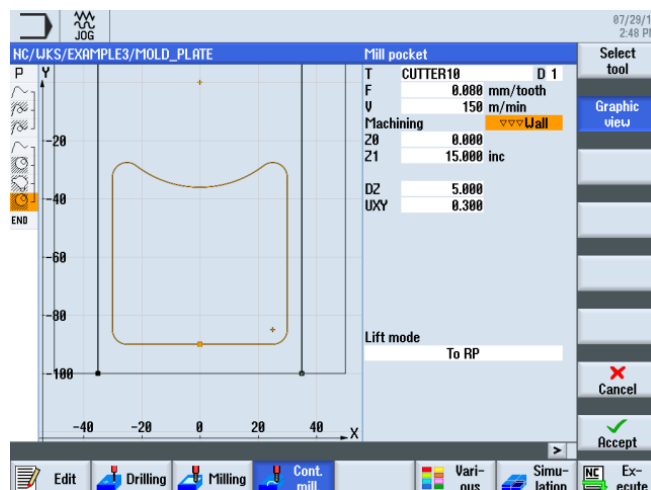 07/29/1
JOG
2:48 P
NC/WKS/EXAMPLE3/MOLD_PLATE
Mill pocket
Select
tool
P
Y
T CUTTER10 D 1
F 0.080 mm/tooth
V 150 m/min
Graphic
view
Machining ▽▽▽Wall
Z0 0.000
Z1 15.000 inc
DZ 5.000
UXY 0.300
-20
-40
END
-60
-80
-100
Lift mode
To RP
Cancel
-40 -20 0 20 40 X
Accept
>
Edit
Drilling
Milling
Cont.
mill
Vari-
ous
Simu-
lation
NC
Ex-
ecute